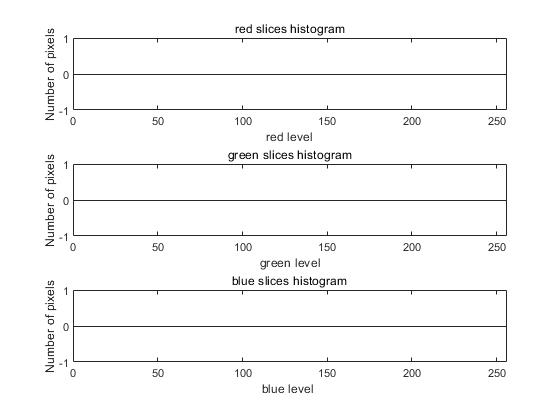 red slices histogram
Number of pixels
1
0
-1
0 50 100 150 200 250
red level
green slices histogram
Number of pixels
1
0
-1
0 50 100 150 200 250
green level
blue slices histogram
Number of pixels
1
0
-1
0 50 100 150 200 250
blue level